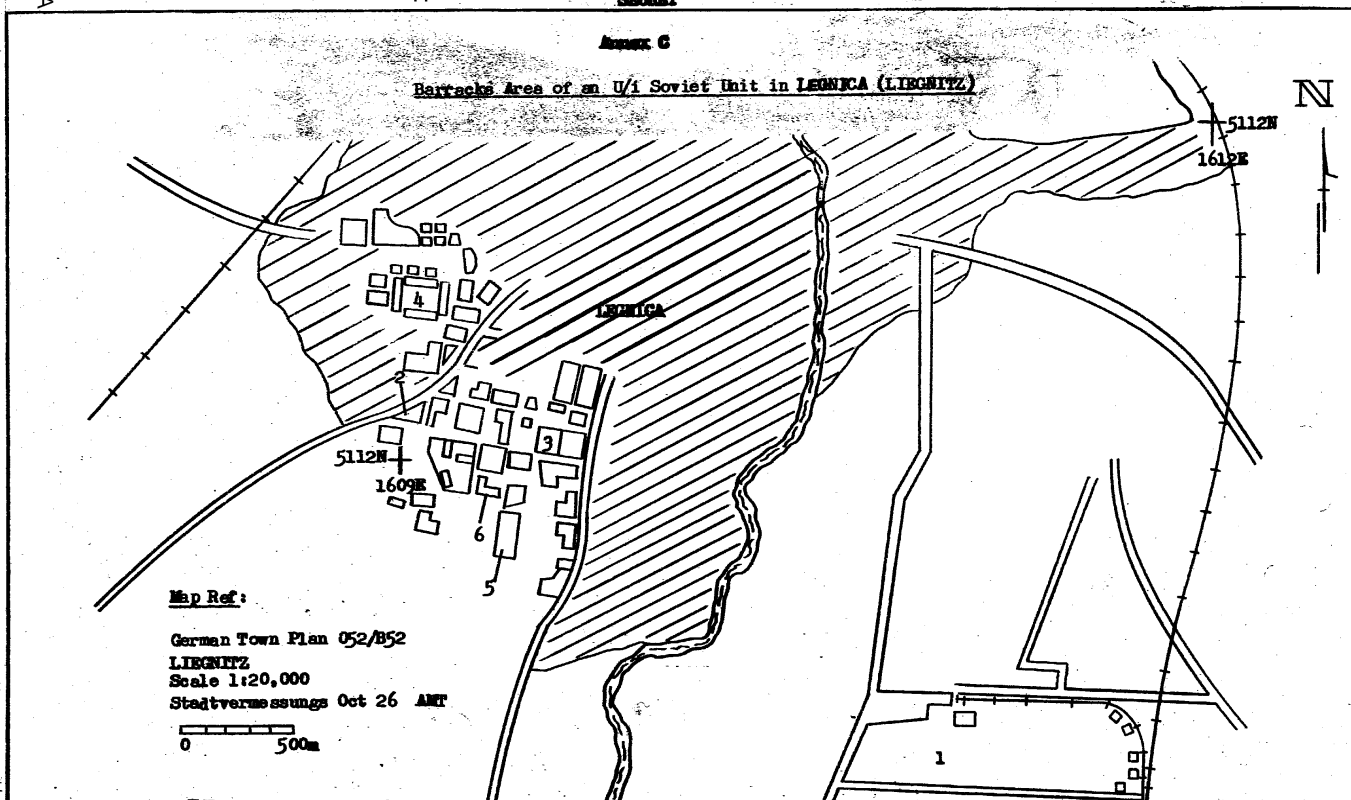 Annex C
Barracks Area of an U/i Soviet Unit in LEGNICA (LIEGNITZ)
N
5112N
1612E
4
LEGNICA
2
3
5112N
1609E
6
5
Map Ref:
German Town Plan 052/B52
LIEGNITZ
Scale 1:20,000
Stadtvermessungs Oct 26 AMT
0 500m
1